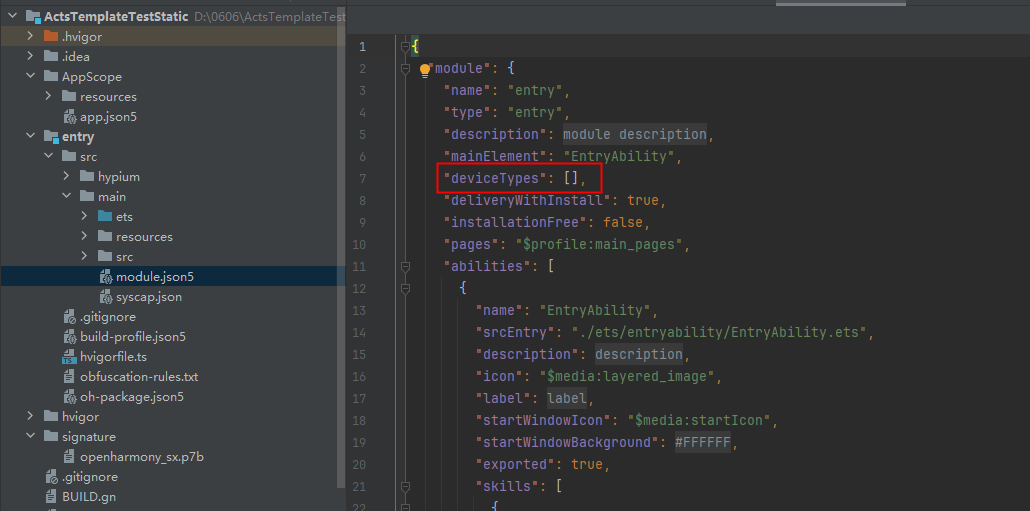 ActsTemplateTestStatic D:\0606\ActsTemplateTest
.hvigor
.idea
AppScope
resources
app.json5
entry
src
hypium
main
ets
resources
src
module.json5
syscap.json
.gitignore
build-profile.json5
hvigorfile.ts
obfuscation-rules.txt
oh-package.json5
hvigor
signature
openharmony_sx.p7b
.gitignore
BUILD.gn
1 {
2 "module": {
3 "name": "entry",
4 "type": "entry",
5 "description": module description,
6 "mainElement": "EntryAbility",
7 "deviceTypes": [],
8 "deliveryWithInstall": true,
9 "installationFree": false,
10 "pages": "$profile:main_pages",
11 "abilities": [
12 {
13 "name": "EntryAbility",
14 "srcEntry": "./ets/entryability/EntryAbility.ets",
15 "description": description,
16 "icon": "$media:layered_image",
17 "label": label,
18 "startWindowIcon": "$media:startIcon",
19 "startWindowBackground": #FFFFFF,
20 "exported": true,
21 "skills": [
22 {